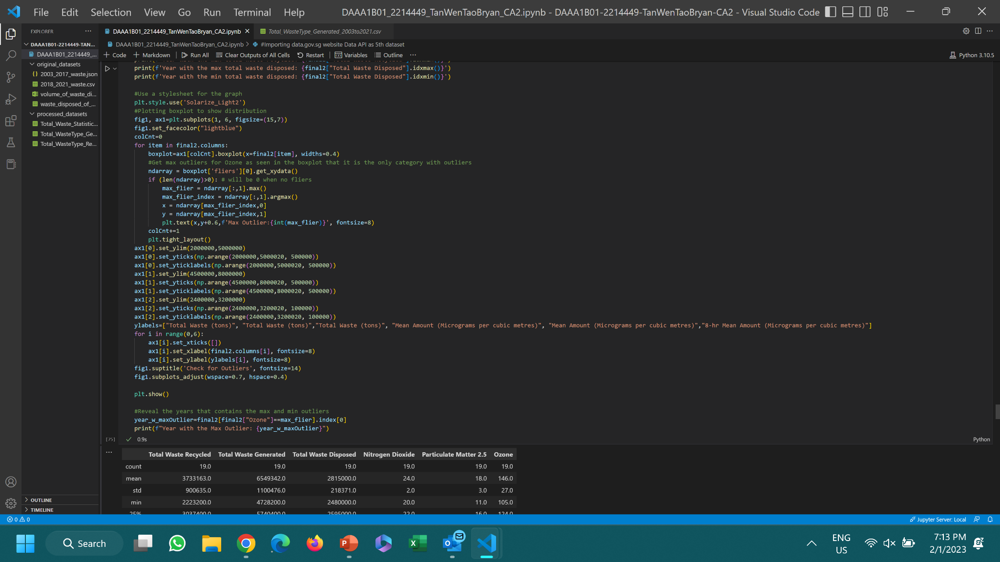 File Edit Selection View Go Run Terminal Help
DAAA1B01_2214449_TanWenTaoBryan_CA2.ipynb - DAAA1B01-2214449-TanWenTaoBryan-CA2 - Visual Studio Code
EXPLORER ...
DAAA1B01_2214449_TanWenTaoBryan_CA2.ipynb
Total_WasteType_Generated_2003to2021.csv
DAAA1B01-2214449-TAN...
DAAA1B01_2214449_...
original_datasets
2003_2017_waste.json
2018_2021_waste.csv
volume_of_waste_di...
waste_disposed_of_...
processed_datasets
Total_Waste_Statistic...
Total_WasteType_Ge...
Total_WasteType_Re...
OUTLINE
TIMELINE
DAAA1B01_2214449_TanWenTaoBryan_CA2.ipynb > #Importing data.gov.sg website Data API as 5th dataset
+ Code + Markdown Run All Clear Outputs of All Cells Restart Variables Outline ...
Python 3.10.5
print(f'Year with the max total waste disposed: {final2["Total Waste Disposed"].idxmax()}')
print(f'Year with the min total waste disposed: {final2["Total Waste Disposed"].idxmin()}')
#Use a stylesheet for the graph
plt.style.use('Solarize_Light2')
#Plotting boxplot to show distribution
fig1, ax1=plt.subplots(1, 6, figsize=(15,7))
fig1.set_facecolor("lightblue")
colCnt=0
for item in final2.columns:
boxplot=ax1[colCnt].boxplot(x=final2[item], widths=0.4)
#Get max outliers for Ozone as seen in the boxplot that it is the only category with outliers
ndarray = boxplot['fliers'][0].get_xydata()
if (len(ndarray)>0): # will be 0 when no fliers
max_flier = ndarray[:,1].max()
max_flier_index = ndarray[:,1].argmax()
x = ndarray[max_flier_index,0]
y = ndarray[max_flier_index,1]
plt.text(x,y+0.6,f'Max Outlier:{int(max_flier)}', fontsize=8)
colCnt+=1
plt.tight_layout()
ax1[0].set_ylim(2000000,5000000)
ax1[0].set_yticks(np.arange(2000000,5000020, 500000))
ax1[0].set_yticklabels(np.arange(2000000,5000020, 500000))
ax1[1].set_ylim(4500000,8000000)
ax1[1].set_yticks(np.arange(4500000,8000020, 500000))
ax1[1].set_yticklabels(np.arange(4500000,8000020, 500000))
ax1[2].set_ylim(2400000,3200000)
ax1[2].set_yticks(np.arange(2400000,3200020, 100000))
ax1[2].set_yticklabels(np.arange(2400000,3200020, 100000))
ylabels=["Total Waste (tons)", "Total Waste (tons)","Total Waste (tons)", "Mean Amount (Micrograms per cubic metres)", "Mean Amount (Micrograms per cubic metres)","8-hr Mean Amount (Micrograms per cubic metres)"]
for i in range(0,6):
ax1[i].set_xticks([])
ax1[i].set_xlabel(final2.columns[i], fontsize=8)
ax1[i].set_ylabel(ylabels[i], fontsize=8)
fig1.suptitle('Check for Outliers', fontsize=14)
fig1.subplots_adjust(wspace=0.7, hspace=0.4)
plt.show()
#Reveal the years that contains the max and min outliers
year_w_maxOutlier=final2[final2["Ozone"]==max_flier].index[0]
print(f"Year with the Max Outlier: {year_w_maxOutlier}")
[75] 0.9s Python
Total Waste Recycled Total Waste Generated Total Waste Disposed Nitrogen Dioxide Particulate Matter 2.5 Ozone
count 19.0 19.0 19.0 19.0 19.0 19.0
mean 3733163.0 6549342.0 2815000.0 24.0 18.0 146.0
std 900635.0 1100476.0 218371.0 2.0 3.0 27.0
min 2223200.0 4728200.0 2480000.0 20.0 11.0 105.0
25% 3037400.0 5740400.0 2595000.0 22.0 16.0 124.0
0 0 Jupyter Server: Local
Search
ENG
US
7:13 PM
2/1/2023